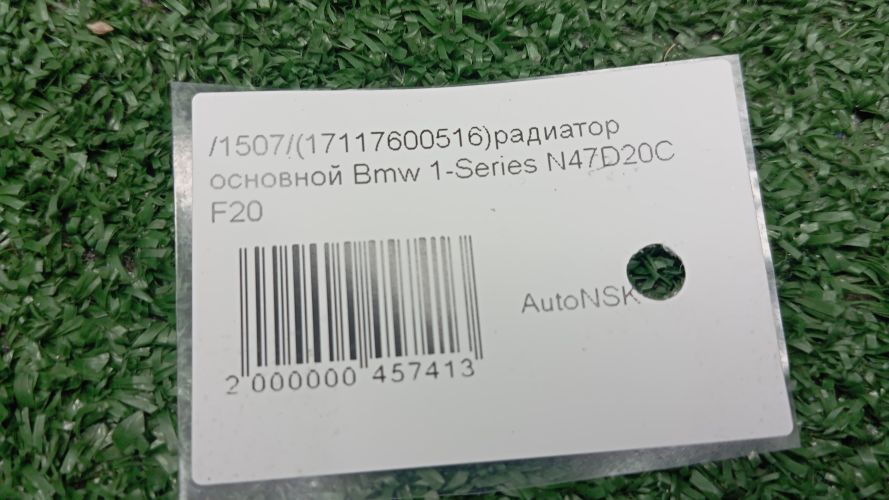 /1507/(17117600516)радиатор
основной Bmw 1-Series N47D20C
F20
AutoNSK
2 000000 457413